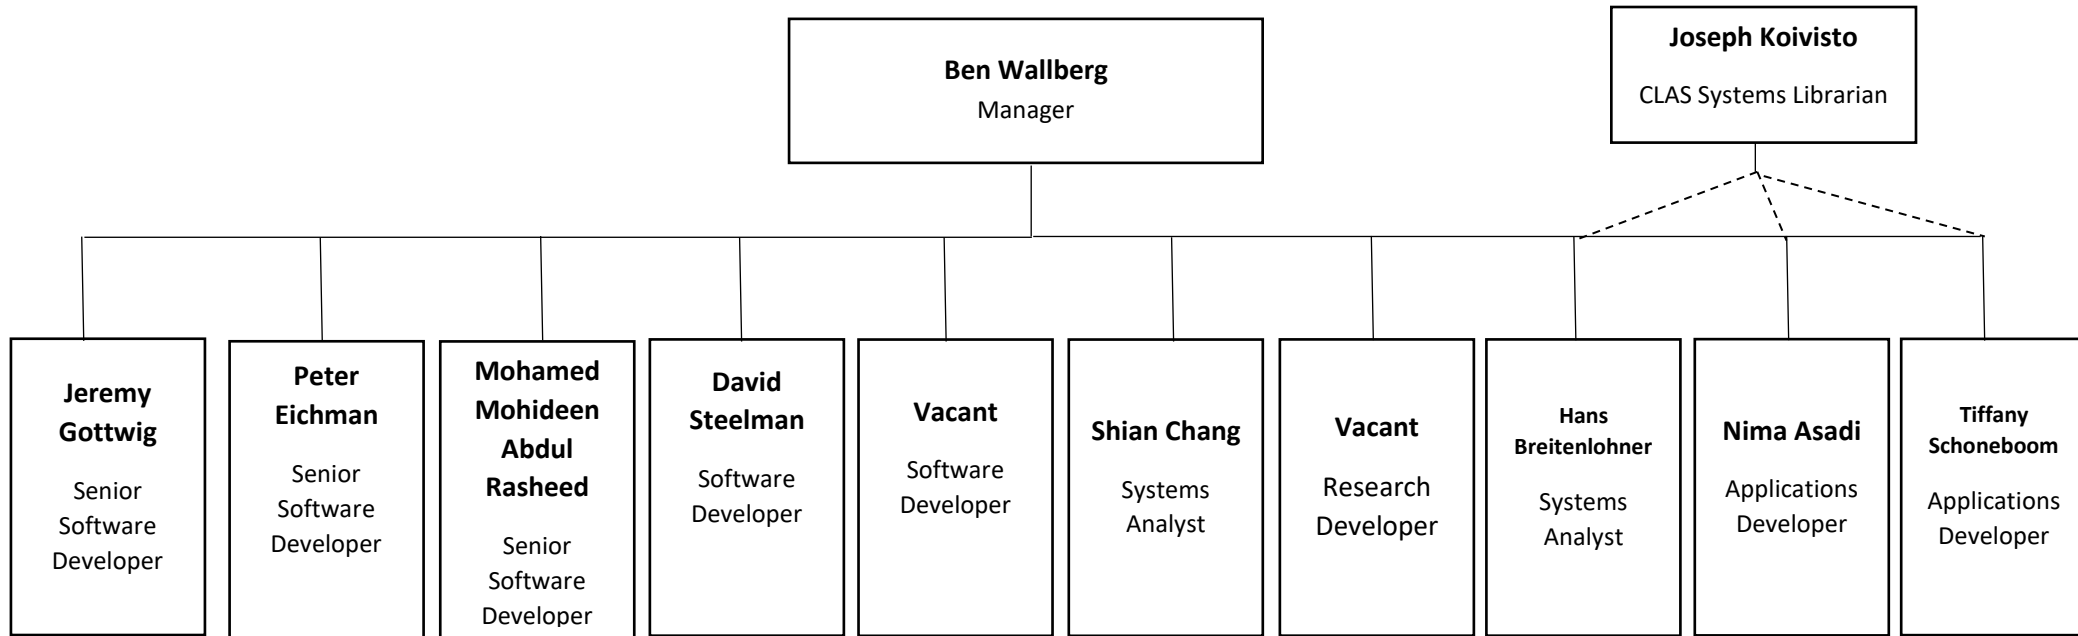 Ben Wallberg
Manager
Joseph Koivisto
CLAS Systems Librarian
Jeremy
Gottwig
Senior
Software
Developer
Peter
Eichman
Senior
Software
Developer
Mohamed
Mohideen
Abdul
Rasheed
Senior
Software
Developer
David
Steelman
Software
Developer
Vacant
Software
Developer
Shian Chang
Systems
Analyst
Vacant
Research
Developer
Hans
Breitenlohner
Systems
Analyst
Nima Asadi
Applications
Developer
Tiffany
Schoneboom
Applications
Developer